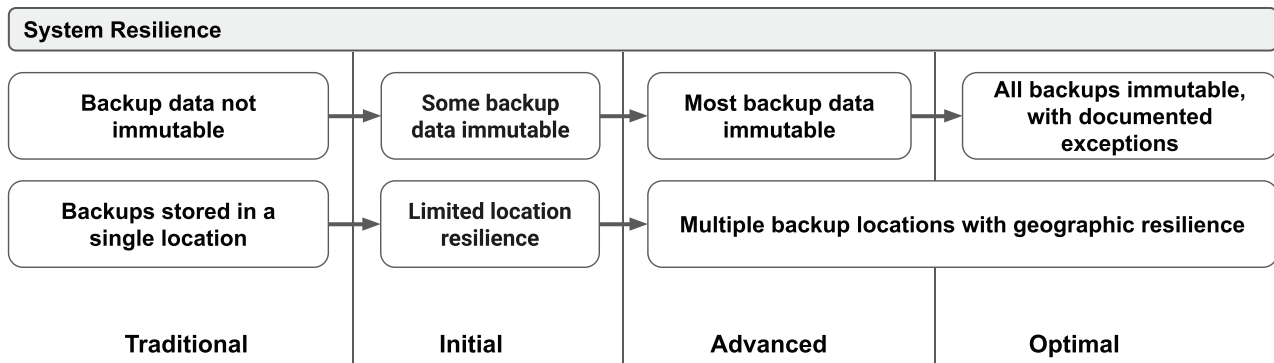 System Resilience
Backup data not
immutable
Some backup
data immutable
Most backup data
immutable
All backups immutable,
with documented
exceptions
Backups stored in a
single location
Limited location
resilience
Multiple backup locations with geographic resilience
Traditional
Initial
Advanced
Optimal